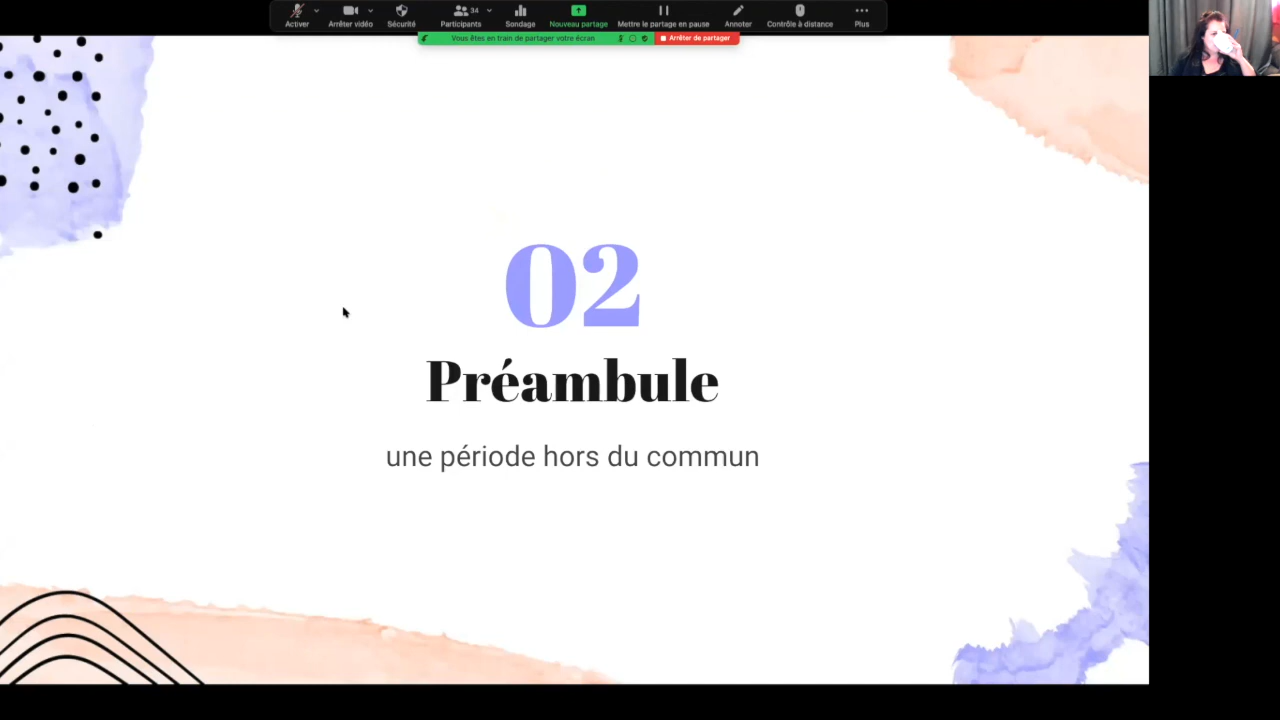 34
Activer
Arrêter vidéo
Sécurité
Participants
Sondage
Nouveau partage
Mettre le partage en pause
Annoter
Contrôle à distance
Plus
Vous êtes en train de partager votre écran
Arrêter de partager
02
Préambule
une période hors du commun